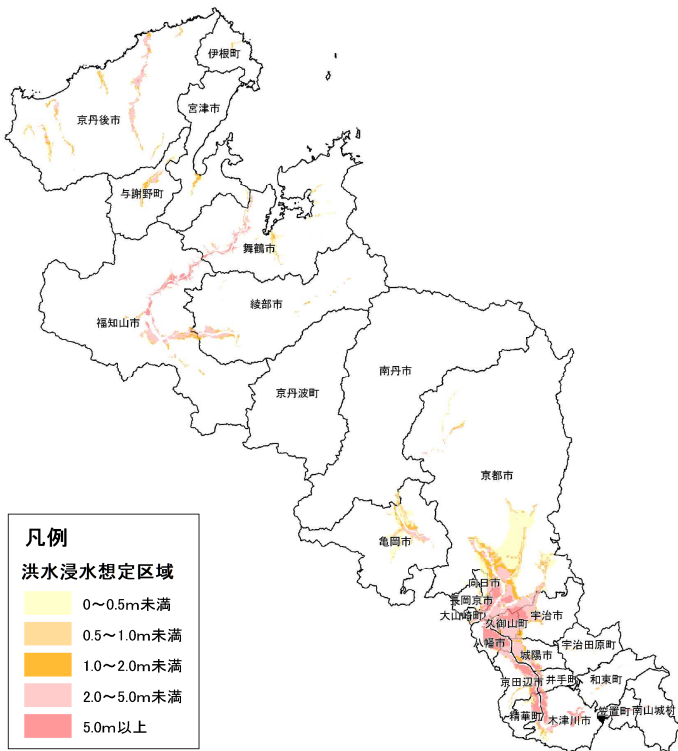 伊根町
宮津市
京丹後市
与謝野町
舞鶴市
綾部市
福知山市
南丹市
京丹波町
京都市
亀岡市
向日市
長岡京市
大山崎町
宇治市
久御山町
八幡市
宇治田原町
城陽市
京田辺市
井手町
和東町
精華町
木津川市
笠置町
南山城村
凡例
洪水浸水想定区域
0～0.5m未満
0.5～1.0m未満
1.0～2.0m未満
2.0～5.0m未満
5.0m以上